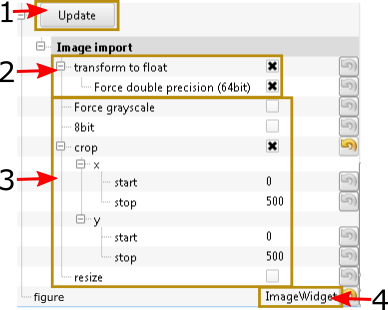 1 Update
Image import
2 transform to float
Force double precision (64bit)
Force grayscale
8bit
crop
3 x
start 0
stop 500
y
start 0
stop 500
resize
figure ImageWidget 4